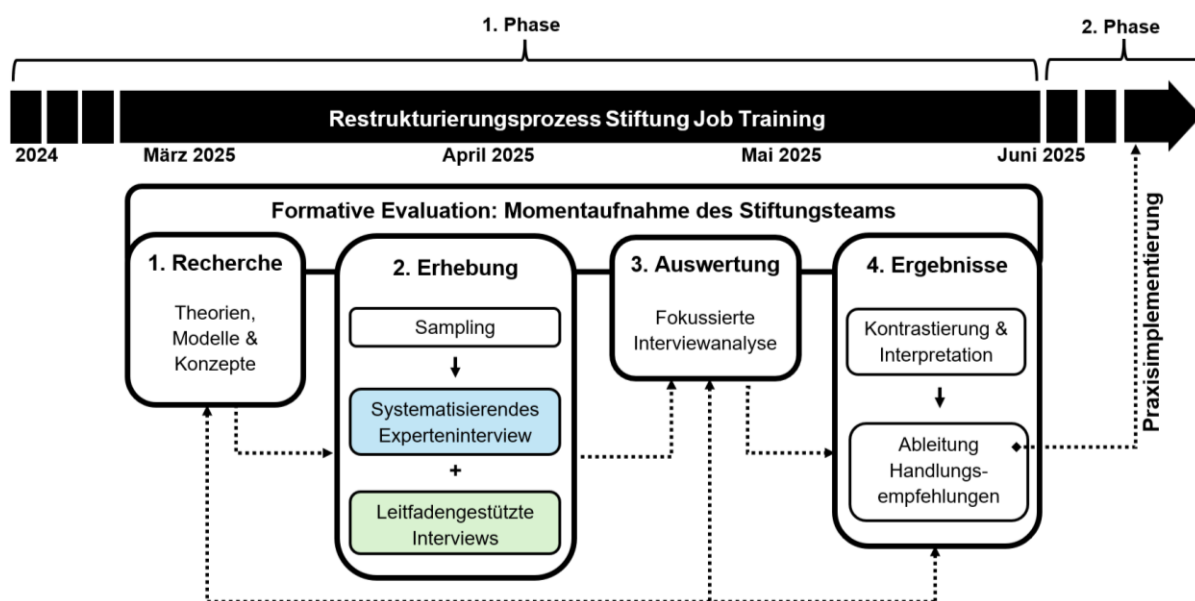 1. Phase
2. Phase
Restrukturierungsprozess Stiftung Job Training
2024
März 2025
April 2025
Mai 2025
Juni 2025
Formative Evaluation: Momentaufnahme des Stiftungsteams
1. Recherche
Theorien,
Modelle &
Konzepte
2. Erhebung
Sampling
Systematisierendes
Experteninterview
+
Leitfadengestützte
Interviews
3. Auswertung
Fokussierte
Interviewanalyse
4. Ergebnisse
Kontrastierung &
Interpretation
Ableitung
Handlungs-
empfehlungen
Praxisimplementierung